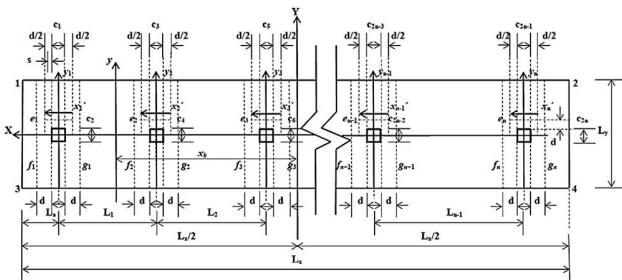 c₁ c₃ c₅ Y c₂ₙ₋₃ c₂ₙ₋₁
d/2 d/2 d/2 d/2 d/2 d/2 d/2 d/2 d/2 d/2
s y₁ y y₂ y₃ yₙ₋₁ yₙ
1 2
e₁ x₁´ c₂ e₂ x₂´ c₄ e₃ x₃´ c₆ eₙ₋₁ xₙ₋₁´ c₂ₙ₋₂ eₙ xₙ´ c₂ₙ
X L_y
x_k d
f₁ g₁ f₂ g₂ f₃ g₃ fₙ₋₁ gₙ₋₁ fₙ gₙ
3 4
d d d d d d d d d d
L₁ L₂ Lₙ₋₁
Lₓ/2 Lₓ/2
Lₓ